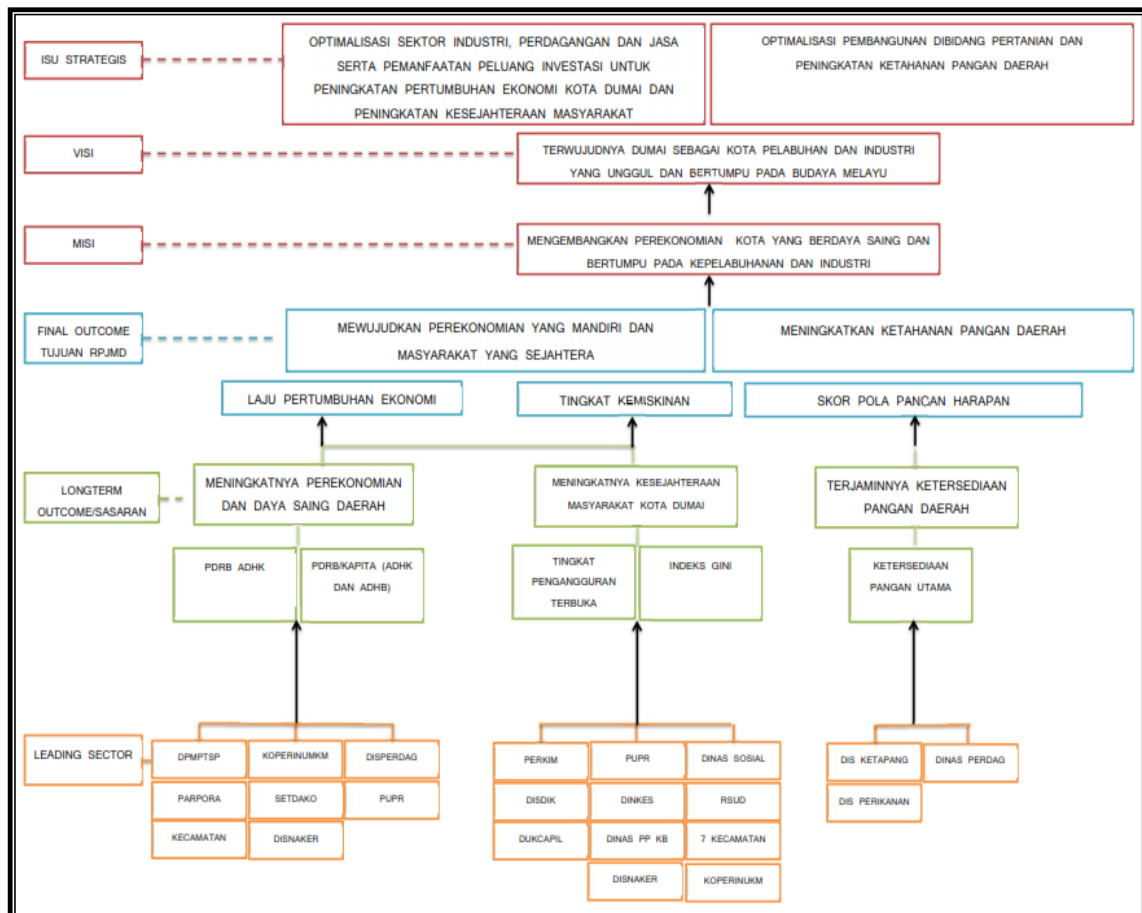 ISU STRATEGIS
OPTIMALISASI SEKTOR INDUSTRI, PERDAGANGAN DAN JASA
SERTA PEMANFAATAN PELUANG INVESTASI UNTUK
PENINGKATAN PERTUMBUHAN EKONOMI KOTA DUMAI DAN
PENINGKATAN KESEJAHTERAAN MASYARAKAT
OPTIMALISASI PEMBANGUNAN DIBIDANG PERTANIAN DAN
PENINGKATAN KETAHANAN PANGAN DAERAH
VISI
TERWUJUDNYA DUMAI SEBAGAI KOTA PELABUHAN DAN INDUSTRI
YANG UNGGUL DAN BERTUMPU PADA BUDAYA MELAYU
MISI
MENGEMBANGKAN PEREKONOMIAN KOTA YANG BERDAYA SAING DAN
BERTUMPU PADA KEPELABUHANAN DAN INDUSTRI
FINAL OUTCOME
TUJUAN RPJMD
MEWUJUDKAN PEREKONOMIAN YANG MANDIRI DAN
MASYARAKAT YANG SEJAHTERA
MENINGKATKAN KETAHANAN PANGAN DAERAH
LAJU PERTUMBUHAN EKONOMI
TINGKAT KEMISKINAN
SKOR POLA PANGAN HARAPAN
LONGTERM
OUTCOME/SASARAN
MENINGKATNYA PEREKONOMIAN
DAN DAYA SAING DAERAH
MENINGKATNYA KESEJAHTERAAN
MASYARAKAT KOTA DUMAI
TERJAMINNYA KETERSEDIAAN
PANGAN DAERAH
PDRB ADHK
PDRB/KAPITA (ADHK
DAN ADHB)
TINGKAT
PENGANGGURAN
TERBUKA
INDEKS GINI
KETERSEDIAAN
PANGAN UTAMA
LEADING SECTOR
DPMPTSP
KOPERINUMKM
DISPERDAG
PARPORA
SETDAKO
PUPR
KECAMATAN
DISNAKER
PERKIM
PUPR
DINAS SOSIAL
DISDIK
DINKES
RSUD
DUKCAPIL
DINAS PP KB
7 KECAMATAN
DISNAKER
KOPERINUKM
DIS KETAPANG
DINAS PERDAG
DIS PERIKANAN